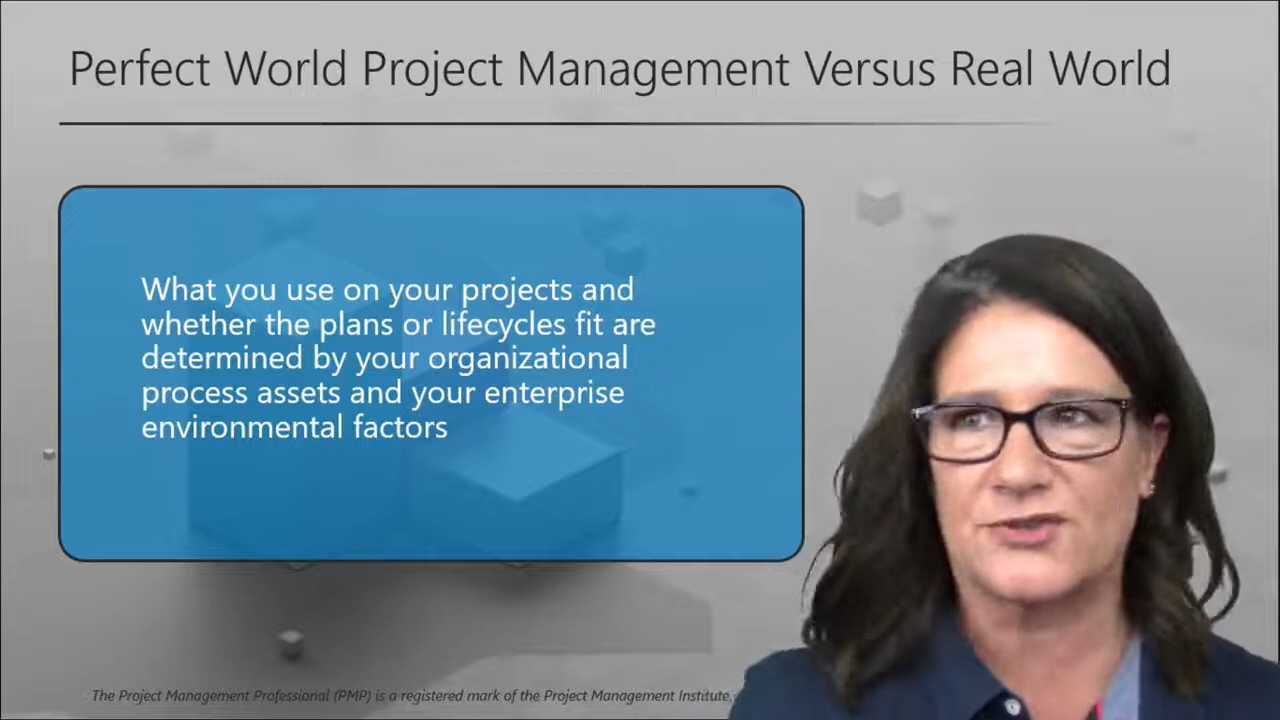 Perfect World Project Management Versus Real World
What you use on your projects and
whether the plans or lifecycles fit are
determined by your organizational
process assets and your enterprise
environmental factors
The Project Management Professional (PMP) is a registered mark of the Project Management Institute,